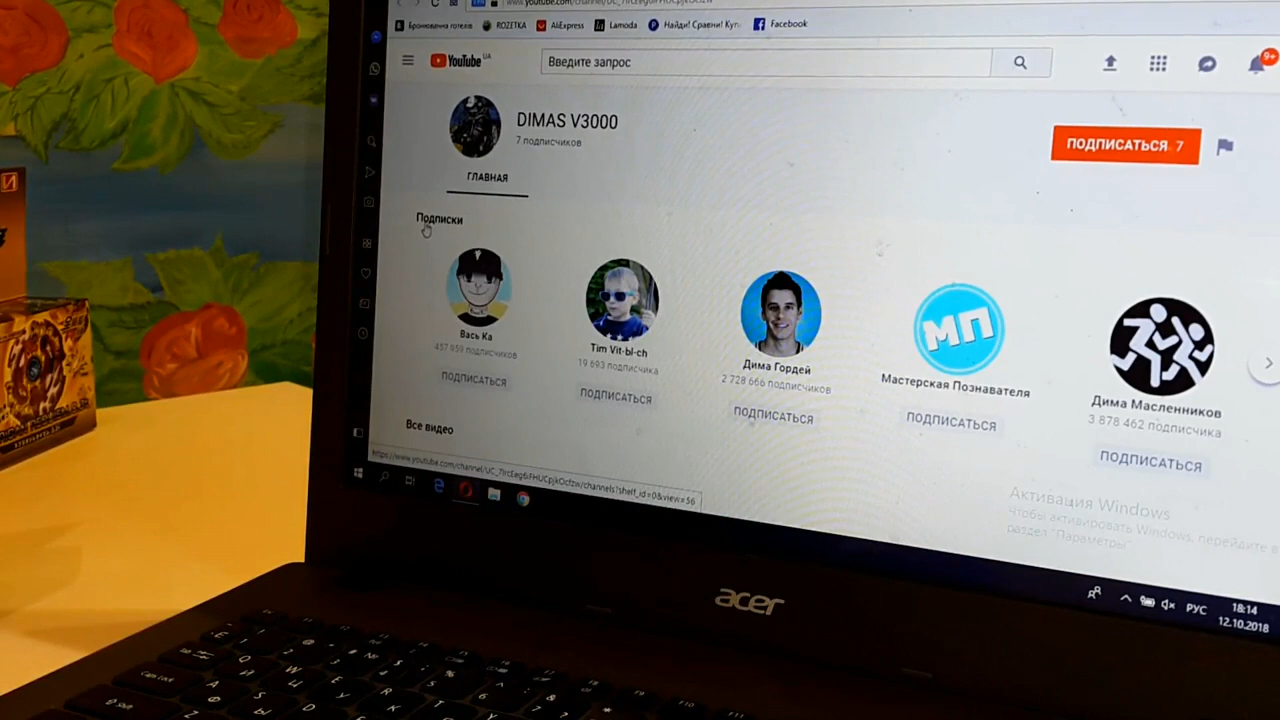 Бронювання готелів ROZETKA AliExpress Lamoda Найди! Сравни! Куп Facebook
YouTube UA
Введите запрос
9+
DIMAS V3000
7 подписчиков
ПОДПИСАТЬСЯ 7
ГЛАВНАЯ
Подписки
МП
Вась Ка
457 959 подписчиков
ПОДПИСАТЬСЯ
Tim Vit-bl-ch
19 693 подписчика
ПОДПИСАТЬСЯ
Дима Гордей
2 728 666 подписчиков
ПОДПИСАТЬСЯ
Мастерская Познавателя
ПОДПИСАТЬСЯ
Дима Масленников
3 878 462 подписчика
ПОДПИСАТЬСЯ
Все видео
Активация Windows
Чтобы активировать Windows, перейдите в
раздел "Параметры".
РУС
18:14
12.10.2018
acer
Caps Lock